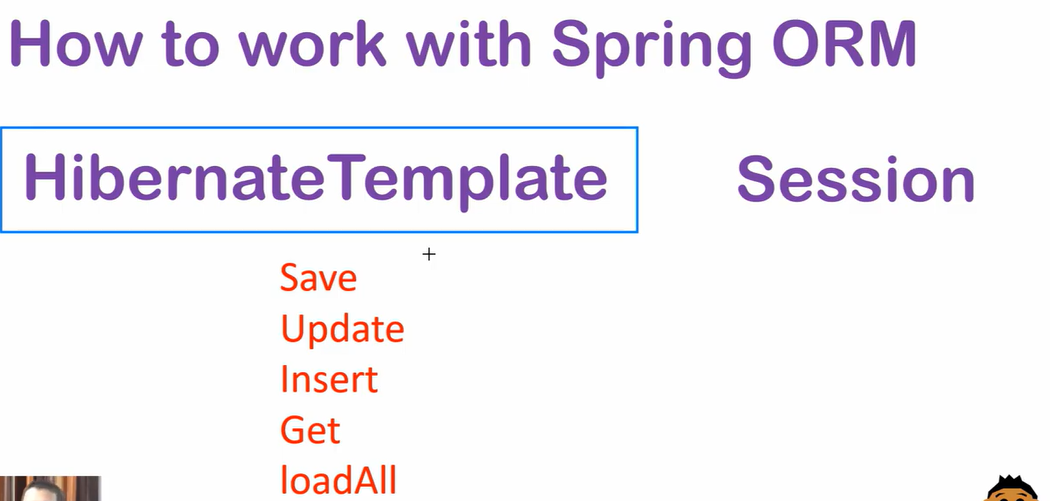 How to work with Spring ORM
HibernateTemplate
Session
Save
Update
Insert
Get
loadAll